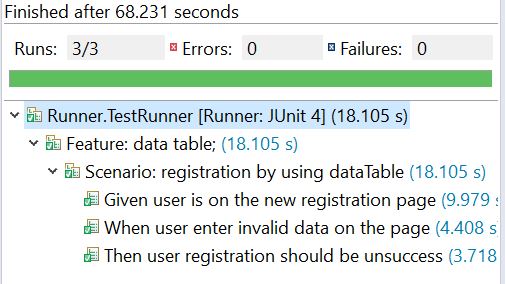 Finished after 68.231 seconds
Runs: 3/3 Errors: 0 Failures: 0
Runner.TestRunner [Runner: JUnit 4] (18.105 s)
Feature: data table; (18.105 s)
Scenario: registration by using dataTable (18.105 s)
Given user is on the new registration page (9.979 s
When user enter invalid data on the page (4.408 s
Then user registration should be unsuccess (3.718